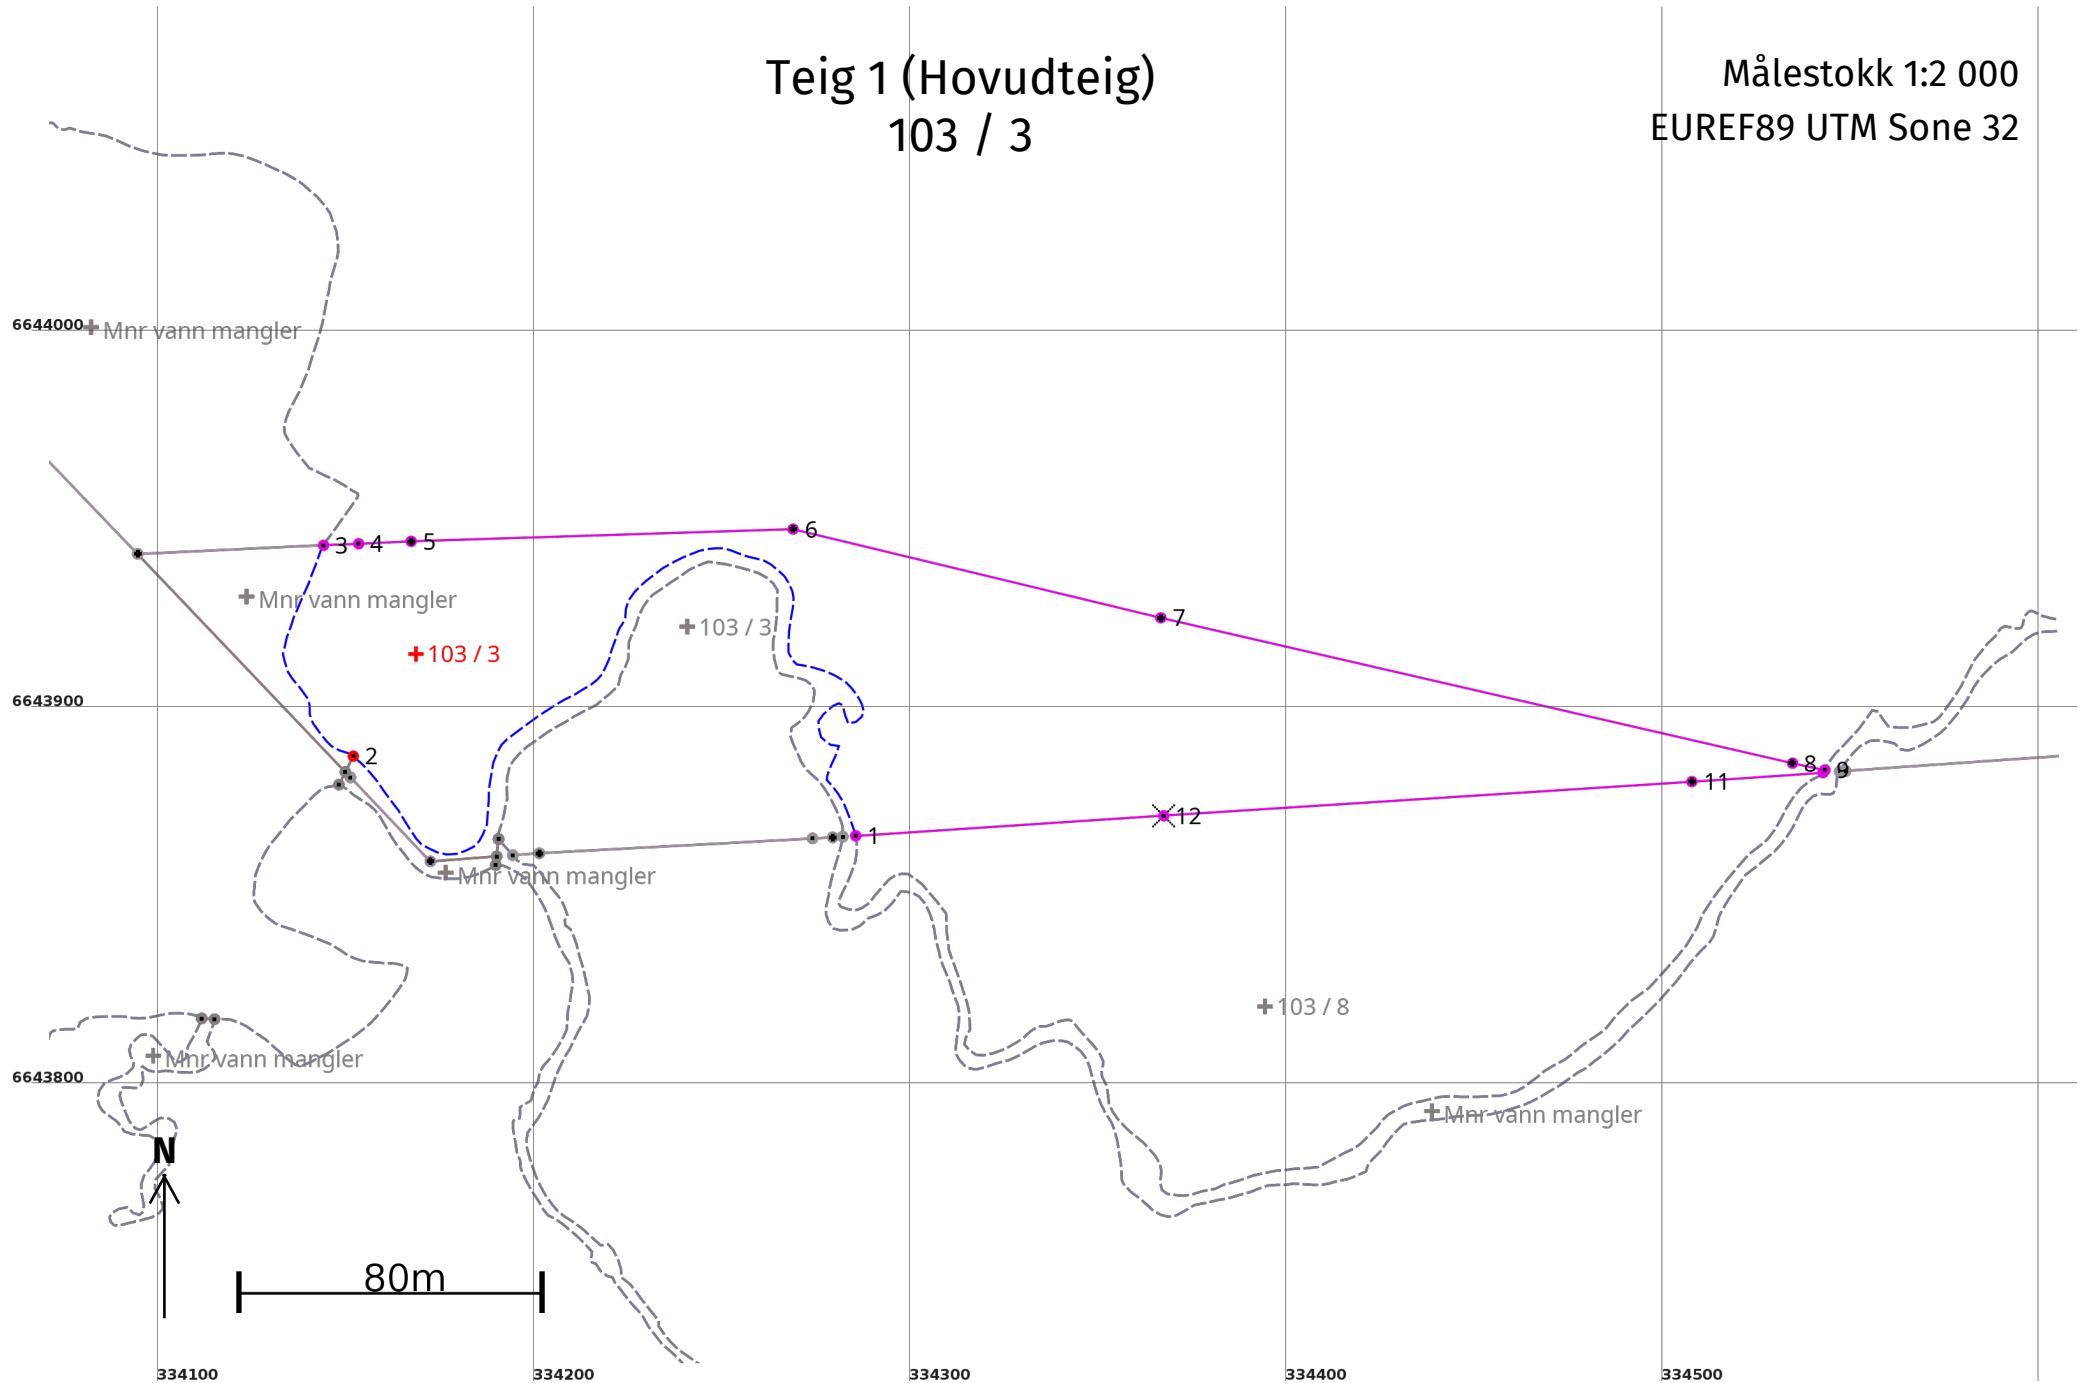 Teig 1 (Hovudteig)
103 / 3
Målestokk 1:2 000
EUREF89 UTM Sone 32
6644000
Mnr vann mangler
3
4
5
6
Mnr vann mangler
103 / 3
103 / 3
7
6643900
2
8
9
11
12
1
Mnr vann mangler
103 / 8
Mnr vann mangler
6643800
Mnr vann mangler
N
80m
334100
334200
334300
334400
334500